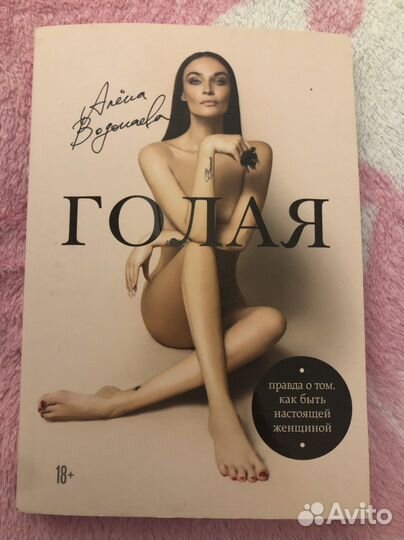 Алёна
Водонаева
ГОЛАЯ
правда о том,
как быть
настоящей
женщиной
18+
Avito